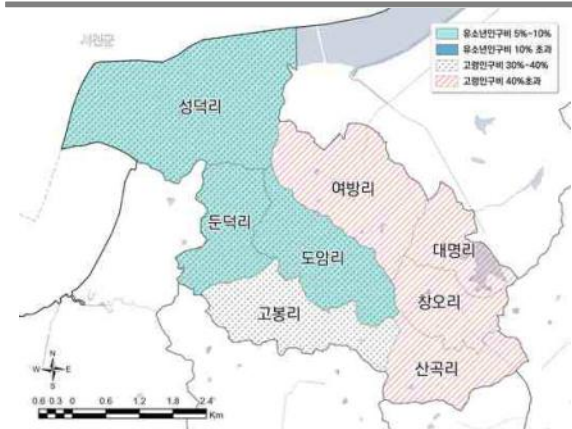 서천군
유소년인구비 5%~10%
유소년인구비 10% 초과
고령인구비 30%~40%
고령인구비 40%초과
성덕리
여방리
둔덕리
도암리
대명리
고봉리
창오리
산곡리
N
W E
S
0.6 0.3 0 0.6 1.2 1.8 2.4
Km